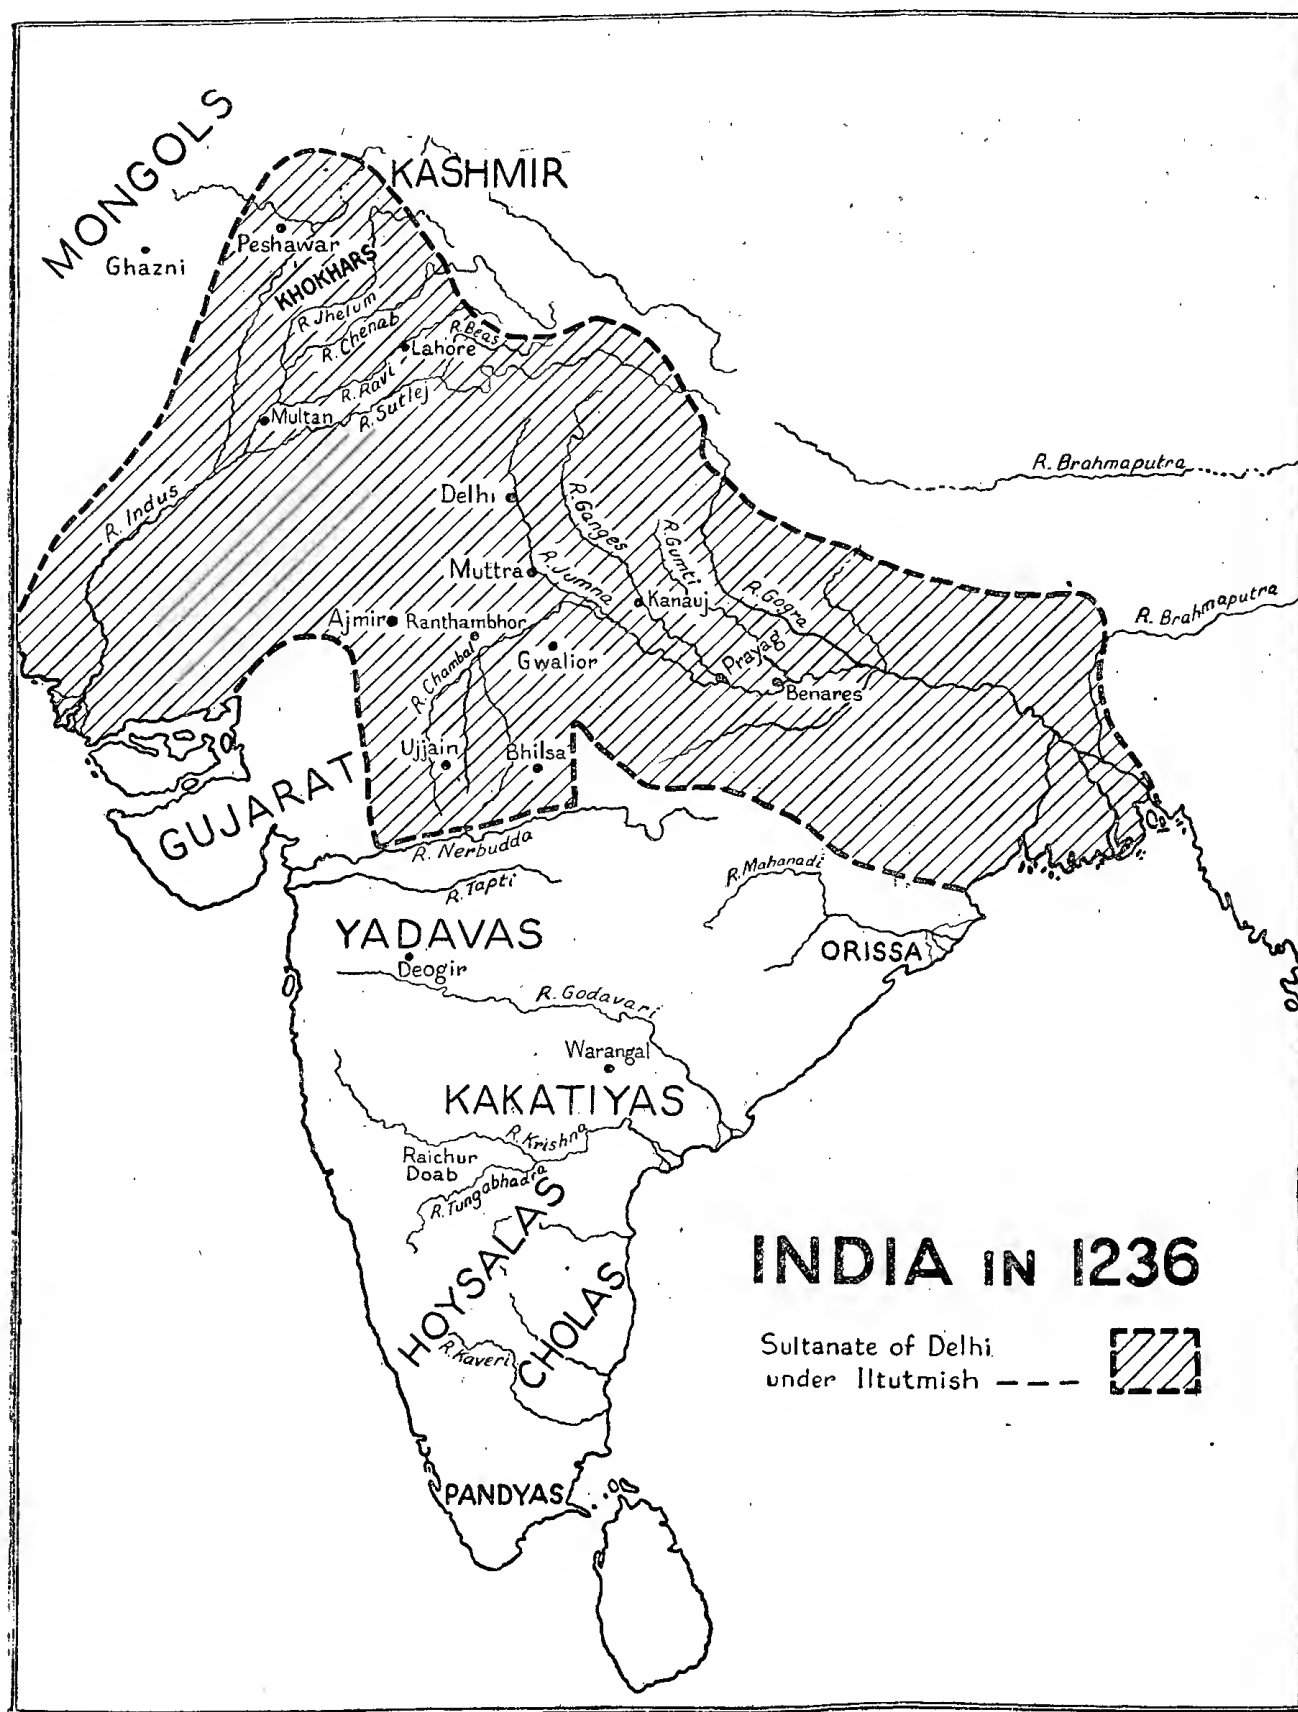 MONGOLS
KASHMIR
Ghazni
Peshawar
KHOKHARS
R. Jhelum
R. Chenab
R. Beas
Lahore
R. Ravi
R. Sutlej
Multan
R. Indus
R. Brahmaputra
Delhi
R. Ganges
R. Gumti
Muttra
R. Jumna
Kanauj
R. Gogra
R. Brahmaputra
Ajmir
Ranthambhor
Gwalior
R. Chambal
Prayag
Benares
Ujjain
Bhilsa
GUJARAT
R. Nerbudda
R. Tapti
R. Mahanadi
YADAVAS
Deogir
ORISSA
R. Godavari
Warangal
KAKATIYAS
R. Krishna
Raichur
Doab
R. Tungabhadra
HOYSALAS
CHOLAS
R. Kaveri
PANDYAS
INDIA IN 1236
Sultanate of Delhi
under Iltutmish